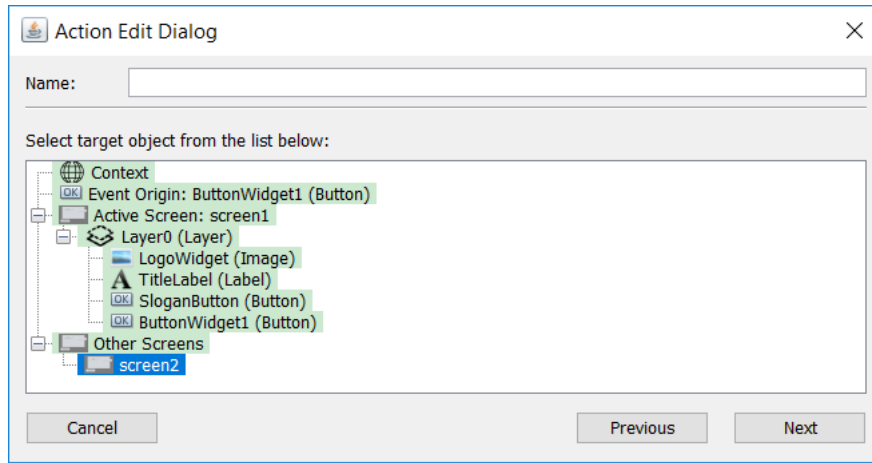 Action Edit Dialog
Name:
Select target object from the list below:
Context
OK Event Origin: ButtonWidget1 (Button)
Active Screen: screen1
Layer0 (Layer)
LogoWidget (Image)
A TitleLabel (Label)
OK SloganButton (Button)
OK ButtonWidget1 (Button)
Other Screens
screen2
Cancel Previous Next